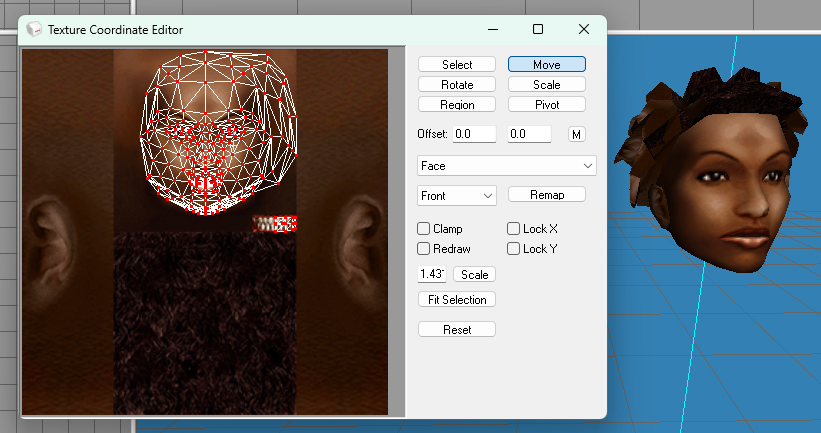 Texture Coordinate Editor
Select Move
Rotate Scale
Region Pivot
Offset: 0.0 0.0 M
Face
Front Remap
Clamp Lock X
Redraw Lock Y
1.43 Scale
Fit Selection
Reset